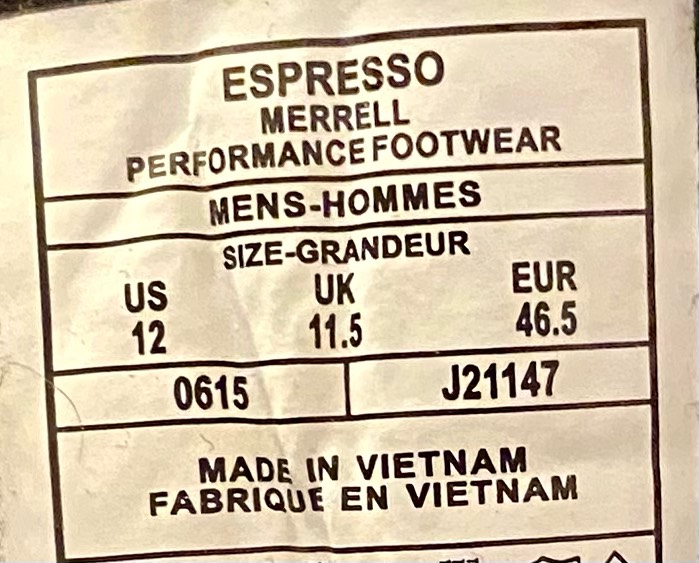 ESPRESSO
MERRELL
PERFORMANCE FOOTWEAR
MENS-HOMMES
SIZE-GRANDEUR
US UK EUR
12 11.5 46.5
0615 J21147
MADE IN VIETNAM
FABRIQUE EN VIETNAM